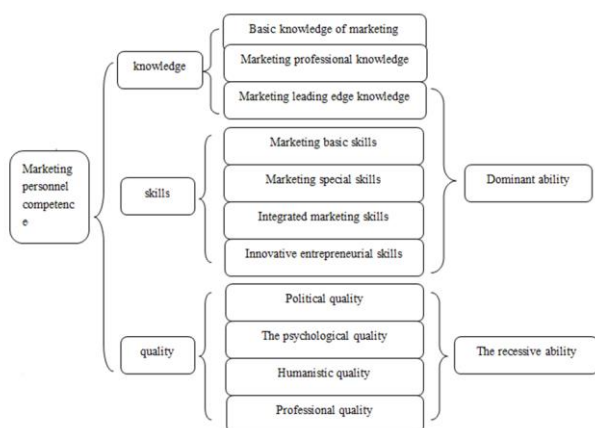 Marketing
personnel
competenc
e
knowledge
Basic knowledge of marketing
Marketing professional knowledge
Marketing leading edge knowledge
skills
Marketing basic skills
Marketing special skills
Integrated marketing skills
Innovative entrepreneurial skills
Dominant ability
quality
Political quality
The psychological quality
Humanistic quality
Professional quality
The recessive ability